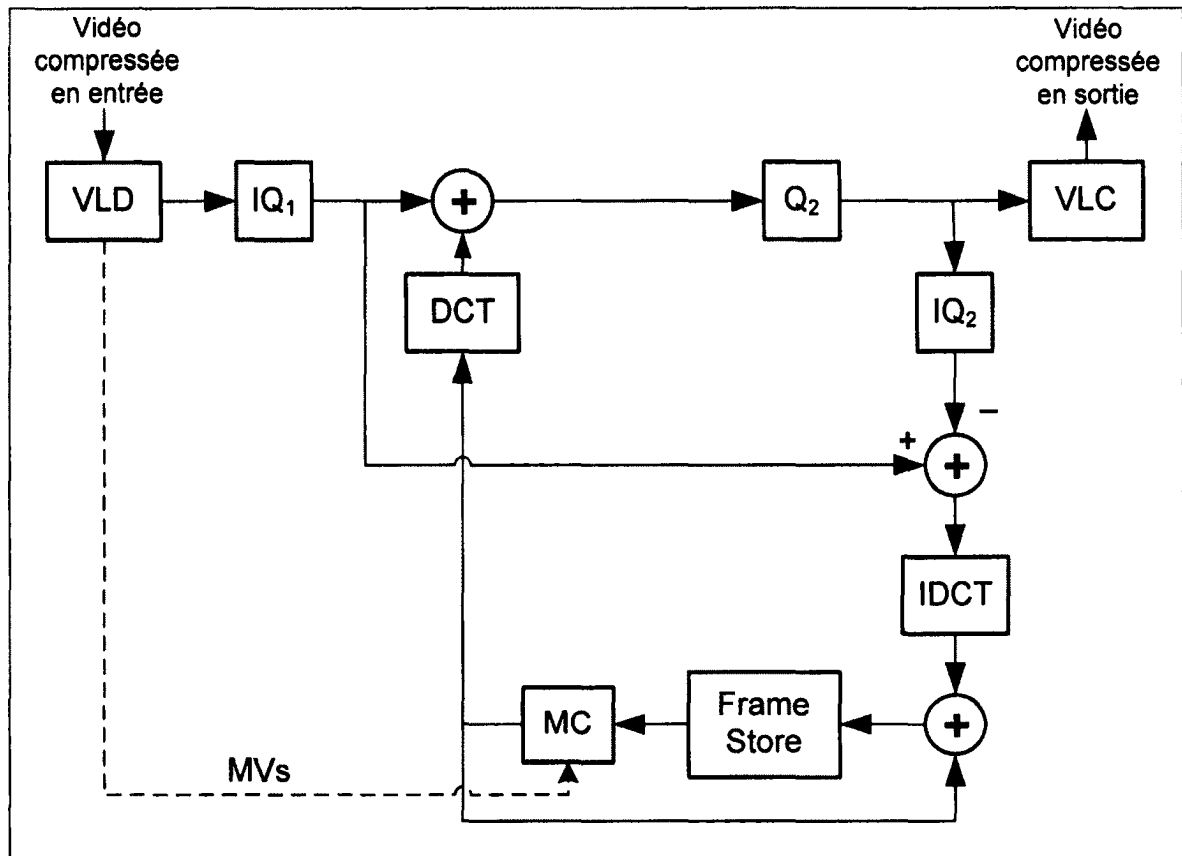 Vidéo
compressée
en entrée
Vidéo
compressée
en sortie
VLD
IQ₁
+
Q₂
VLC
DCT
IQ₂
−
+
+
IDCT
MC
Frame
Store
+
MVs